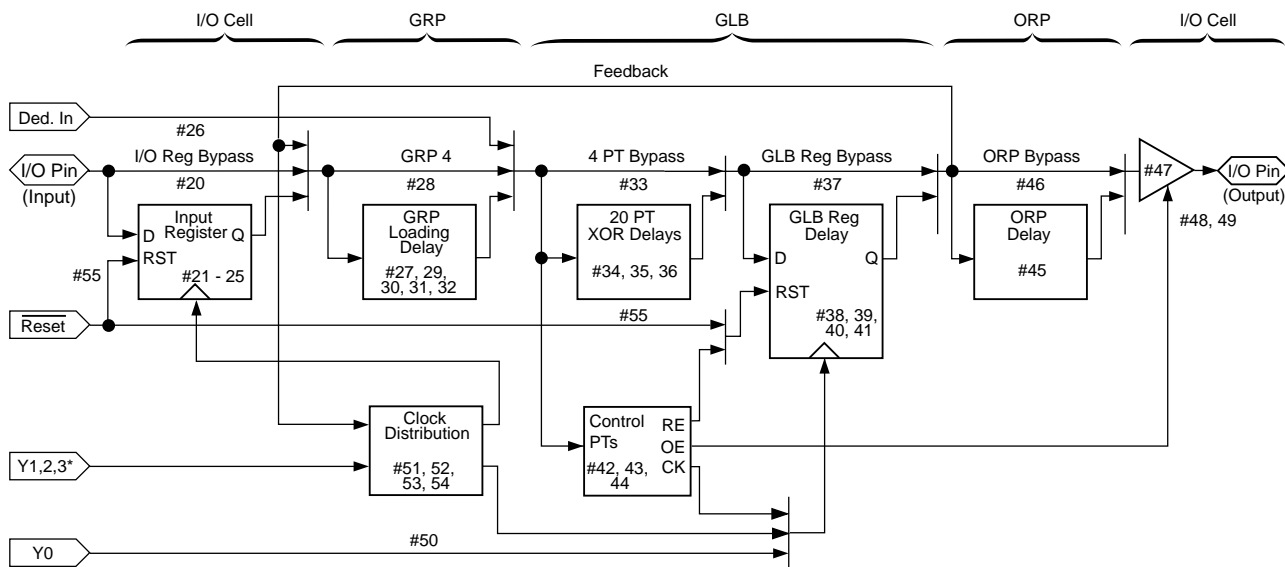 I/O Cell
GRP
GLB
ORP
I/O Cell
Feedback
Ded. In
#26
I/O Pin
(Input)
I/O Reg Bypass
#20
GRP 4
#28
4 PT Bypass
#33
GLB Reg Bypass
#37
ORP Bypass
#46
#47
I/O Pin
(Output)
#48, 49
Input
Register
D
Q
RST
#21 - 25
#55
GRP
Loading
Delay
#27, 29,
30, 31, 32
20 PT
XOR Delays
#34, 35, 36
GLB Reg
Delay
D
Q
RST
#38, 39,
40, 41
ORP
Delay
#45
Reset
#55
Clock
Distribution
#51, 52,
53, 54
Control
PTs
RE
OE
CK
#42, 43,
44
Y1,2,3*
Y0
#50